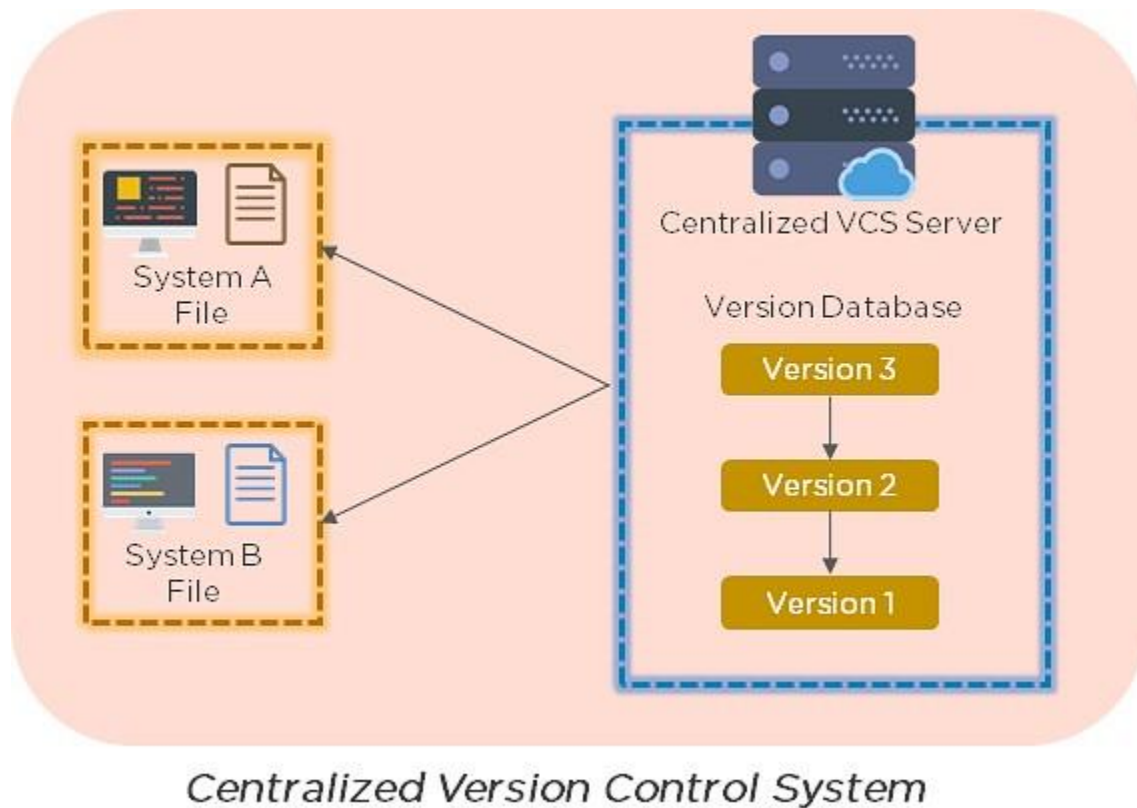 System A
File
System B
File
Centralized VCS Server
Version Database
Version 3
Version 2
Version 1
Centralized Version Control System